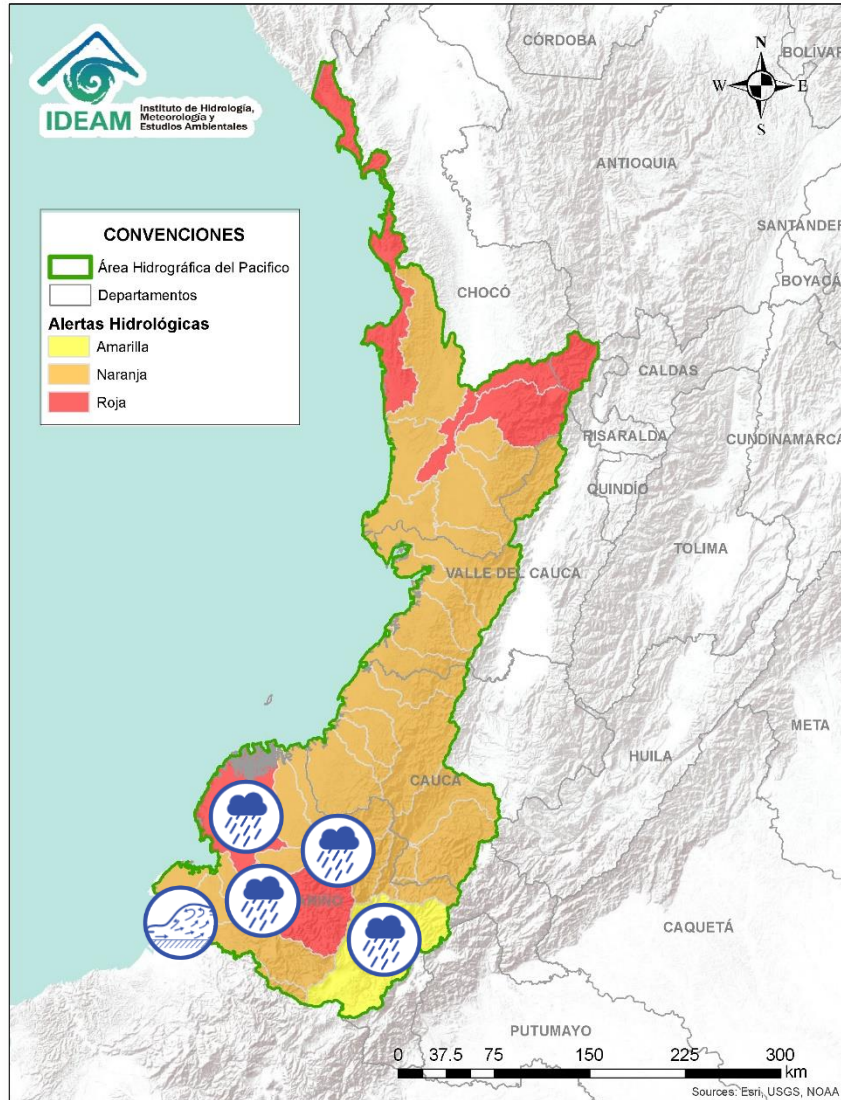 IDEAM
Instituto de Hidrología,
Meteorología y
Estudios Ambientales
N
W E
S
CÓRDOBA
BOLÍVAR
ANTIOQUIA
SANTANDER
BOYACÁ
CONVENCIONES
Área Hidrográfica del Pacifico
Departamentos
Alertas Hidrológicas
Amarilla
Naranja
Roja
CHOCÓ
CALDAS
RISARALDA
CUNDINAMARCA
QUINDÍO
TOLIMA
VALLE DEL CAUCA
META
HUILA
CAUCA
CAQUETÁ
PUTUMAYO
0 37.5 75 150 225 300
km
Sources: Esri, USGS, NOAA